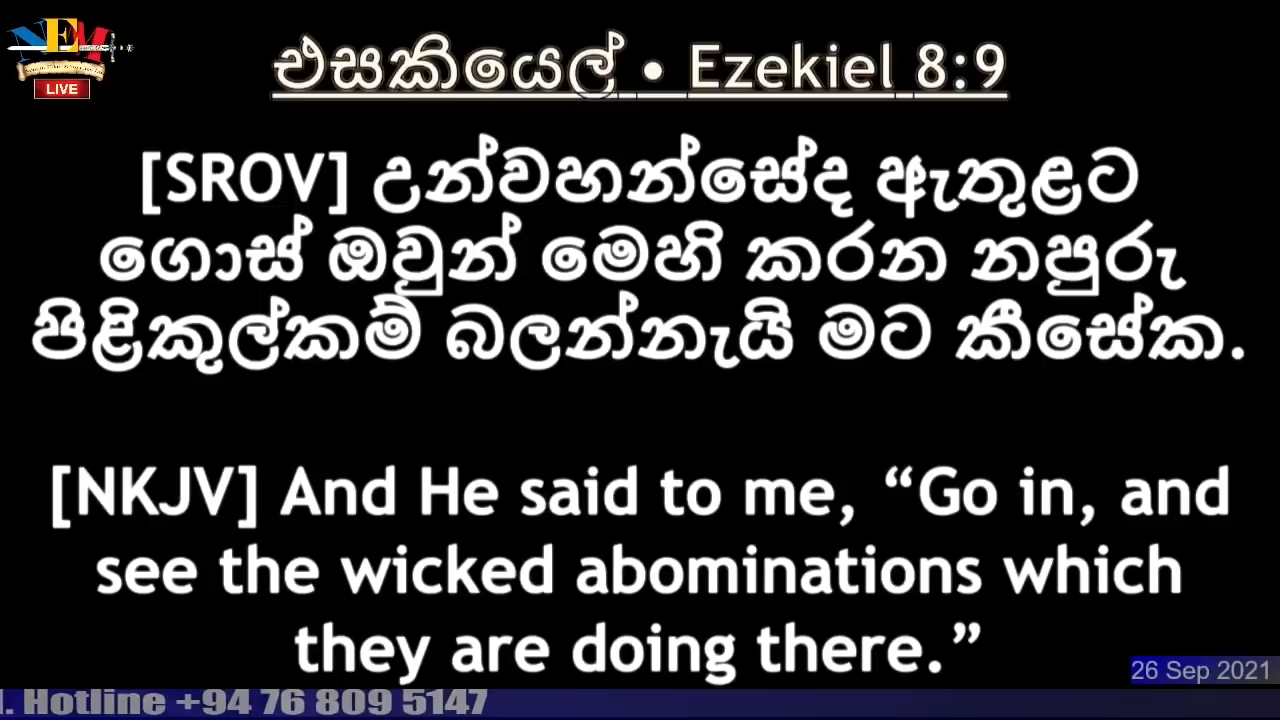 NEM
LIVE
එසකියෙල් • Ezekiel 8:9
[SROV] උන්වහන්සේද ඇතුළට
ගොස් ඔවුන් මෙහි කරන නපුරු
පිළිකුල්කම් බලන්නැයි මට කීසේක.
[NKJV] And He said to me, “Go in, and
see the wicked abominations which
they are doing there.”
26 Sep 2021
. Hotline +94 76 809 5147